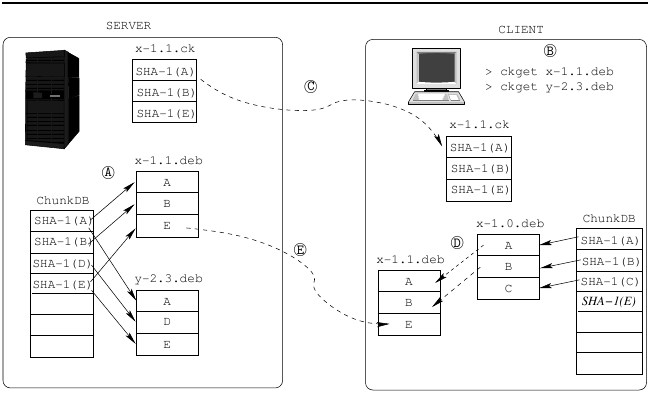 SERVER
x-1.1.ck
SHA-1(A)
SHA-1(B)
SHA-1(E)
A
x-1.1.deb
A
B
E
ChunkDB
SHA-1(A)
SHA-1(B)
SHA-1(D)
SHA-1(E)
y-2.3.deb
A
D
E
C
E
CLIENT
B
> ckget x-1.1.deb
> ckget y-2.3.deb
x-1.1.ck
SHA-1(A)
SHA-1(B)
SHA-1(E)
D
x-1.1.deb
A
B
E
x-1.0.deb
A
B
C
ChunkDB
SHA-1(A)
SHA-1(B)
SHA-1(C)
SHA-1(E)